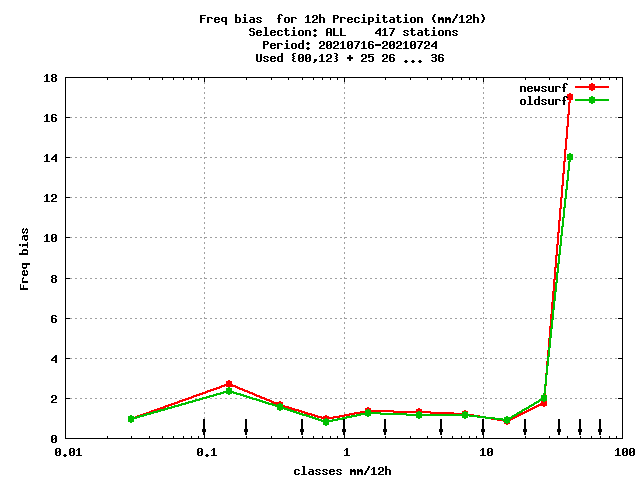 Freq bias  for 12h Precipitation (mm/12h)
Selection: ALL    417 stations
Period: 20210716-20210724
Used {00,12} + 25 26 ... 36
newsurf
oldsurf
18
16
14
12
10
8
6
4
2
0
Freq bias
0.01
0.1
1
10
100
classes mm/12h